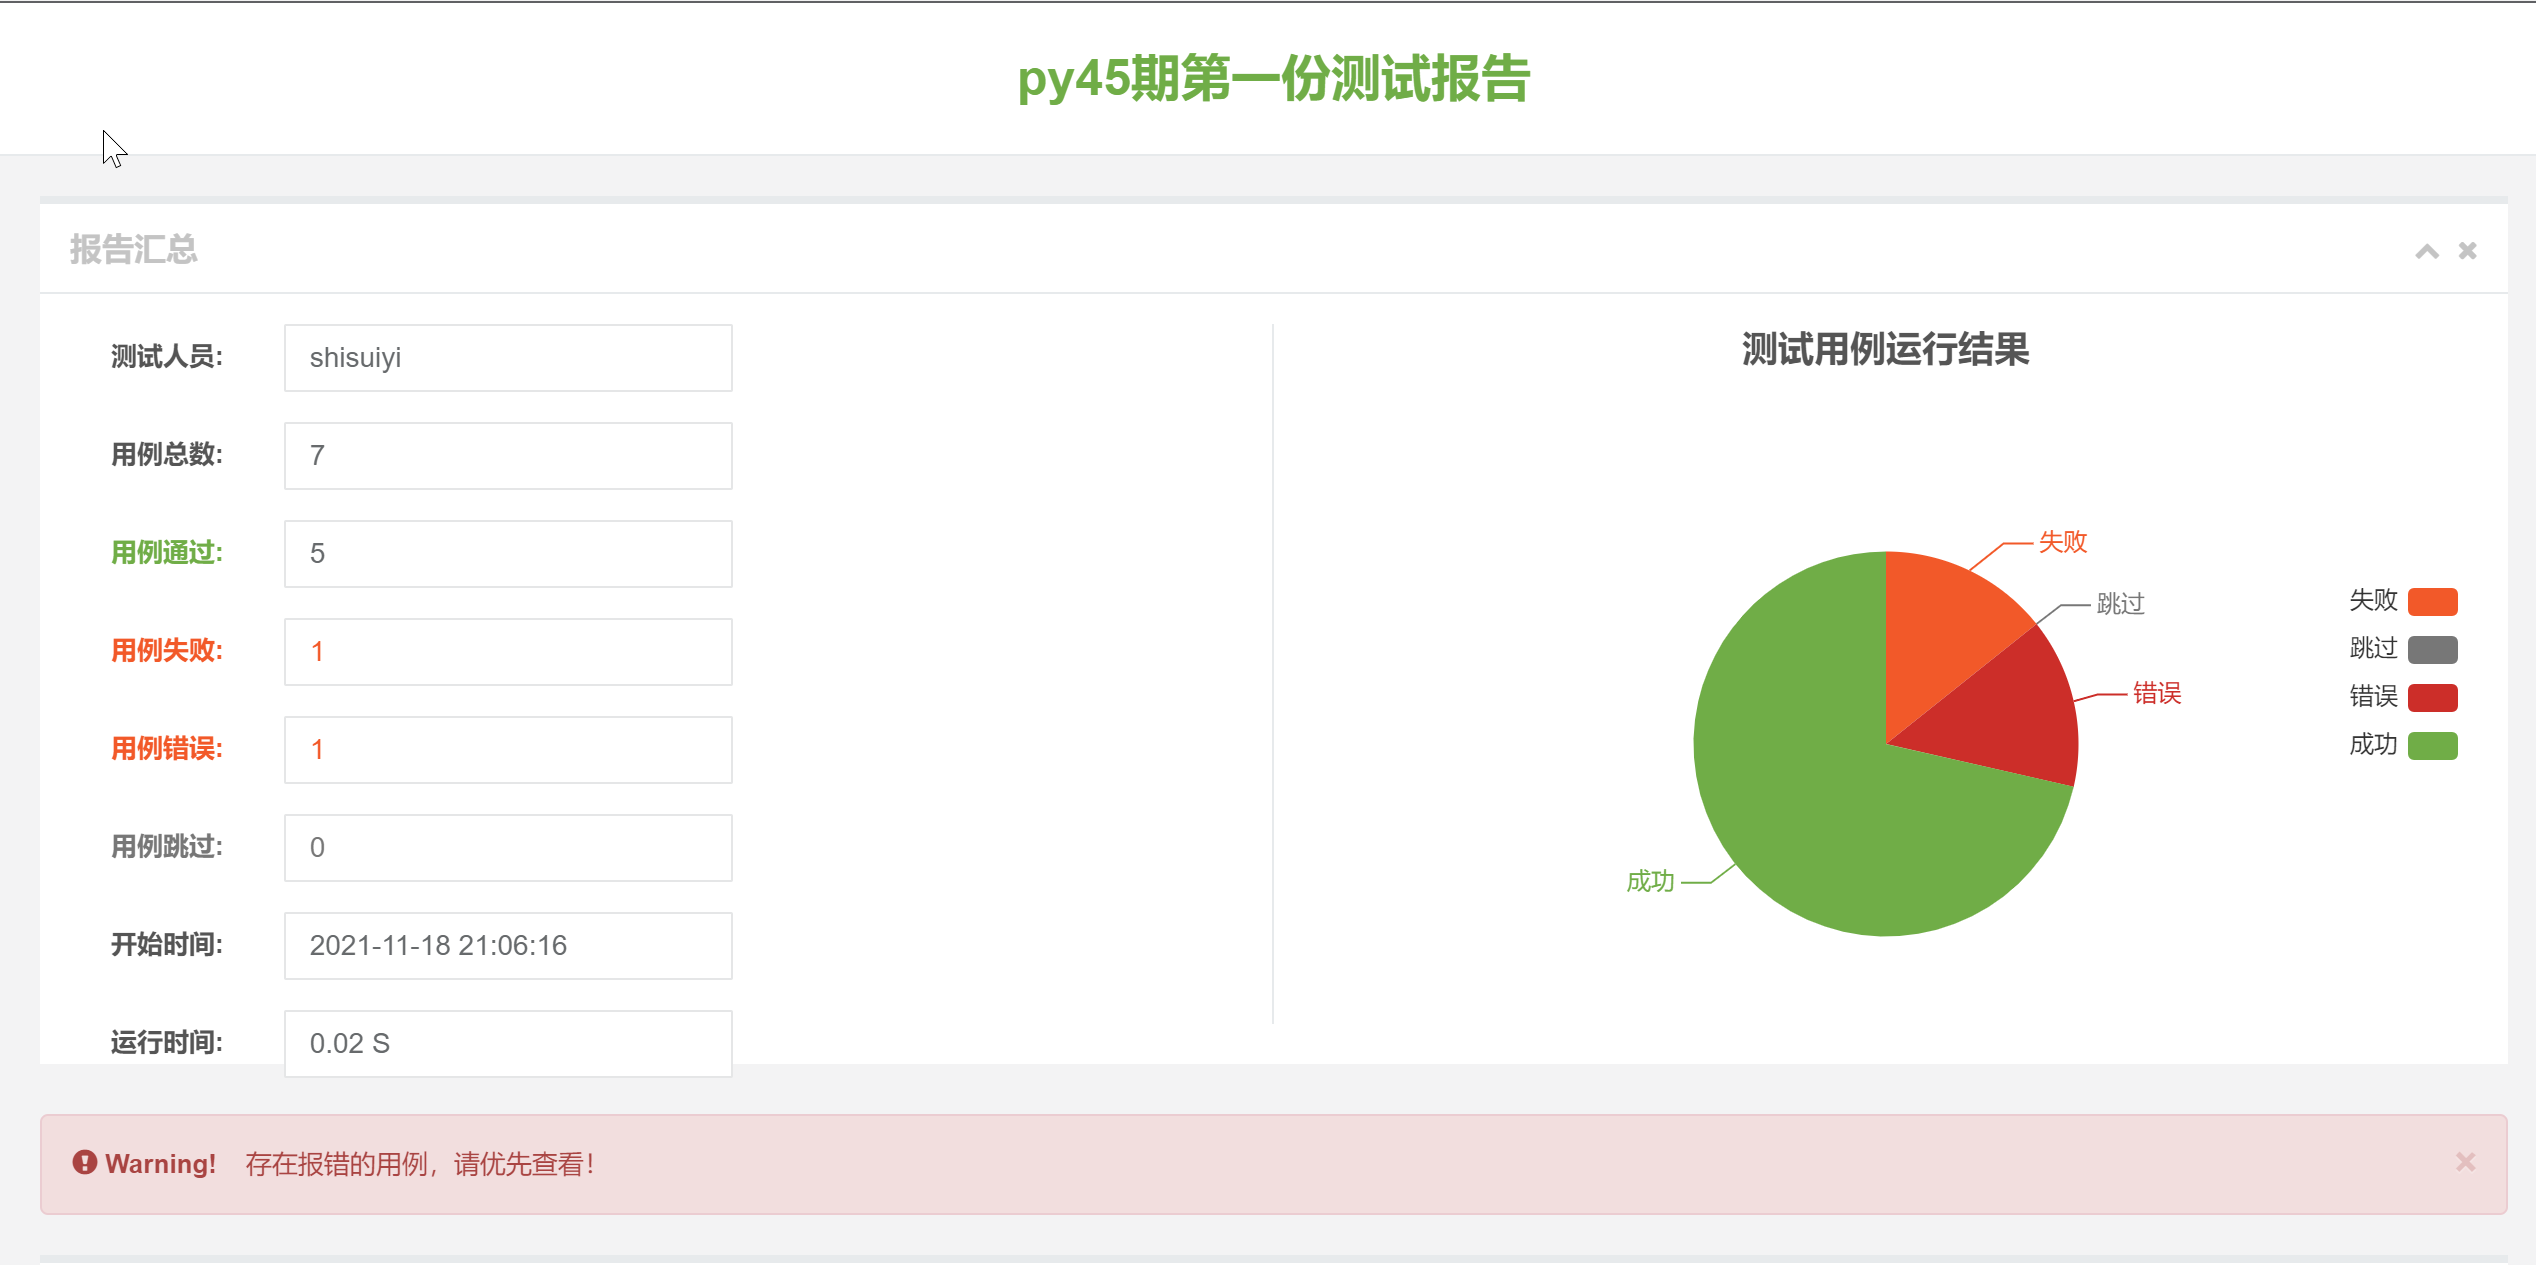 py45期第一份测试报告
报告汇总
测试人员: shisuiyi
用例总数: 7
用例通过: 5
用例失败: 1
用例错误: 1
用例跳过: 0
开始时间: 2021-11-18 21:06:16
运行时间: 0.02 S
测试用例运行结果
失败
跳过
错误
成功
失败
跳过
错误
成功
Warning! 存在报错的用例，请优先查看！